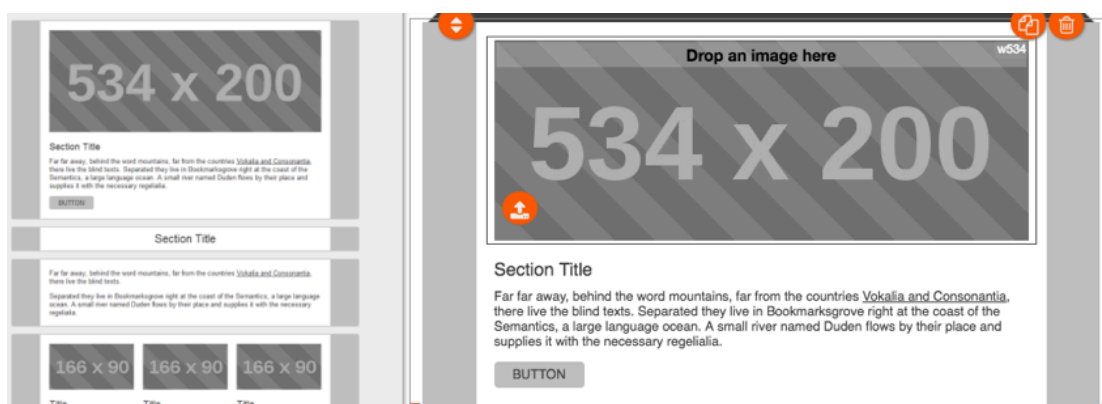 534 x 200
Section Title
Far far away, behind the word mountains, far from the countries Vokalia and Consonantia,
there live the blind texts. Separated they live in Bookmarksgrove right at the coast of the
Semantics, a large language ocean. A small river named Duden flows by their place and
supplies it with the necessary regelialia.
BUTTON
Section Title
Far far away, behind the word mountains, far from the countries Vokalia and Consonantia,
there live the blind texts.
Separated they live in Bookmarksgrove right at the coast of the Semantics, a large language
ocean. A small river named Duden flows by their place and supplies it with the necessary
regelialia.
166 x 90 166 x 90 166 x 90
Title Title Title
Drop an image here
w534
534 x 200
Section Title
Far far away, behind the word mountains, far from the countries Vokalia and Consonantia,
there live the blind texts. Separated they live in Bookmarksgrove right at the coast of the
Semantics, a large language ocean. A small river named Duden flows by their place and
supplies it with the necessary regelialia.
BUTTON